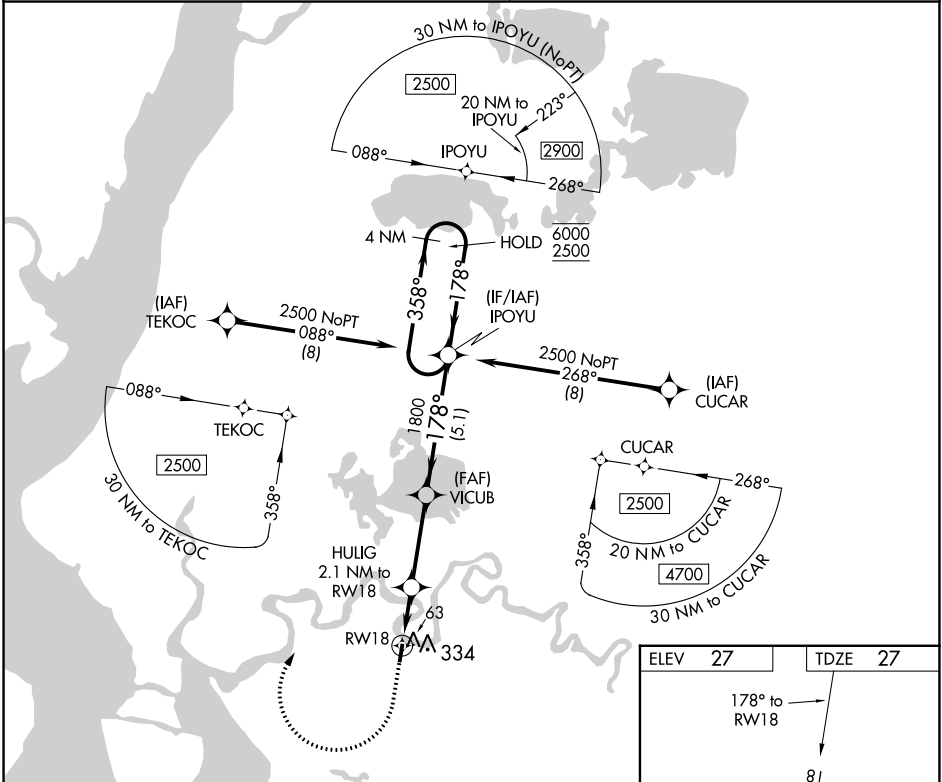 30 NM to IPOYU (NoPT)
2500
20 NM to
IPOYU
223°
2900
IPOYU
088°
268°
4 NM
HOLD
6000
2500
358°
178°
(IF/IAF)
IPOYU
(IAF)
TEKOC
2500 NoPT
088°
(8)
2500 NoPT
268°
(8)
(IAF)
CUCAR
1800
178°
(5.1)
088°
TEKOC
2500
358°
30 NM to TEKOC
(FAF)
VICUB
CUCAR
268°
2500
358°
20 NM to CUCAR
4700
30 NM to CUCAR
HULIG
2.1 NM to
RW18
63
RW18
334
ELEV 27
TDZE 27
178° to
RW18
81